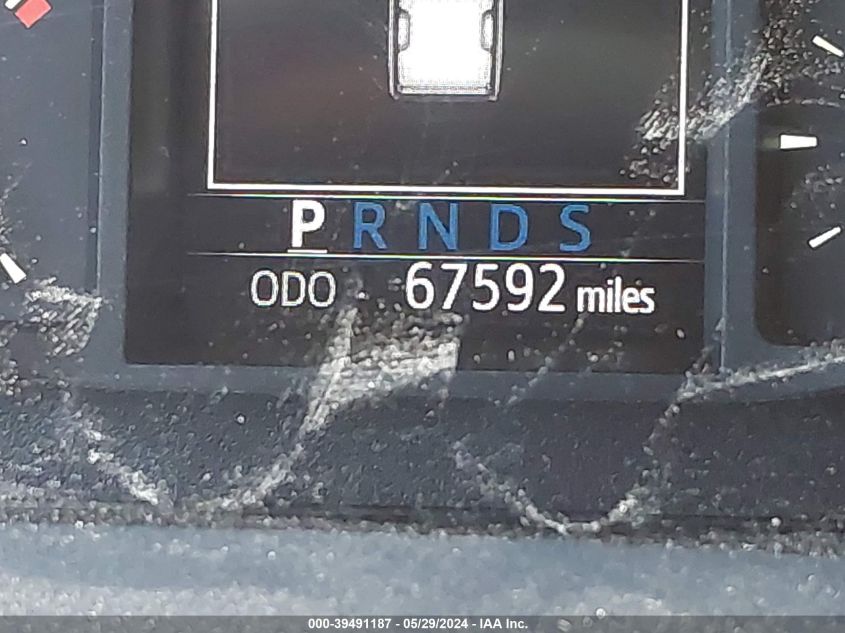 P R N D S
ODO 67592 miles
000-39491187 - 05/29/2024 - IAA Inc.